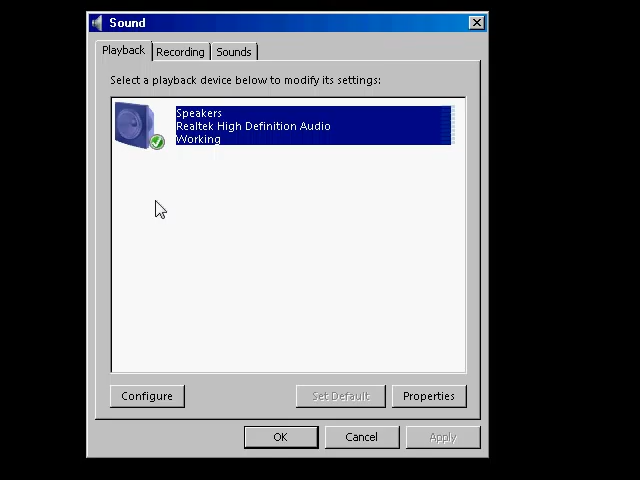 Sound
Playback
Recording
Sounds
Select a playback device below to modify its settings:
Speakers
Realtek High Definition Audio
Working
Configure
Set Default
Properties
OK
Cancel
Apply